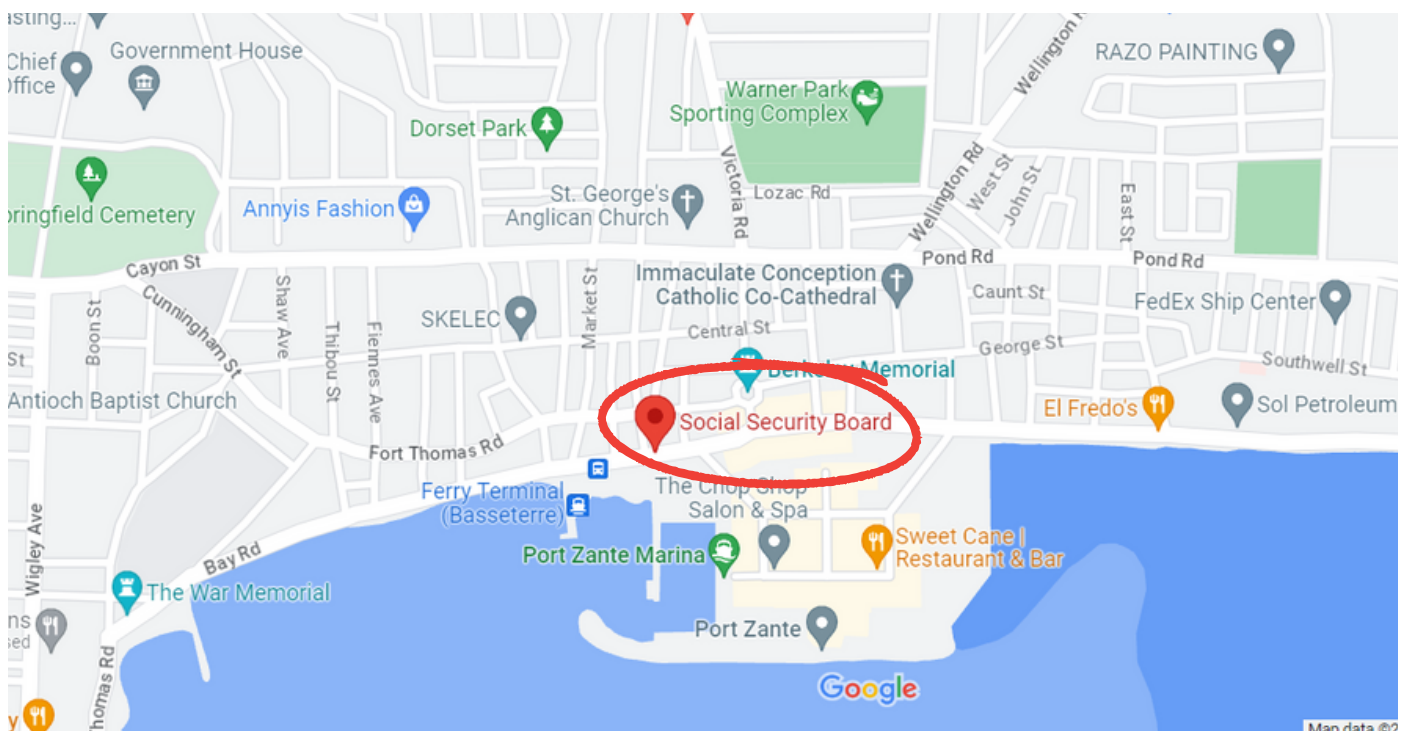 Government House
Chief
Office
RAZO PAINTING
Wellington Rd
Warner Park
Sporting Complex
Dorset Park
Victoria Rd
Lozac Rd
Wellington Rd
West St
John St
East St
St. George's
Anglican Church
Annyis Fashion
Cemetery
Cayon St
Pond Rd
Pond Rd
Immaculate Conception
Catholic Co-Cathedral
Caunt St
FedEx Ship Center
Boon St
Cunningham St
Shaw Ave
Thibou St
Fiennes Ave
Market St
SKELEC
Central St
George St
Southwell St
St
Berkeley Memorial
Antioch Baptist Church
El Fredo's
Sol Petroleum
Social Security Board
Fort Thomas Rd
Ferry Terminal
(Basseterre)
The Chop Shop
Salon & Spa
Port Zante Marina
Sweet Cane |
Restaurant & Bar
Wigley Ave
Bay Rd
The War Memorial
Port Zante
Google
Map data ©2